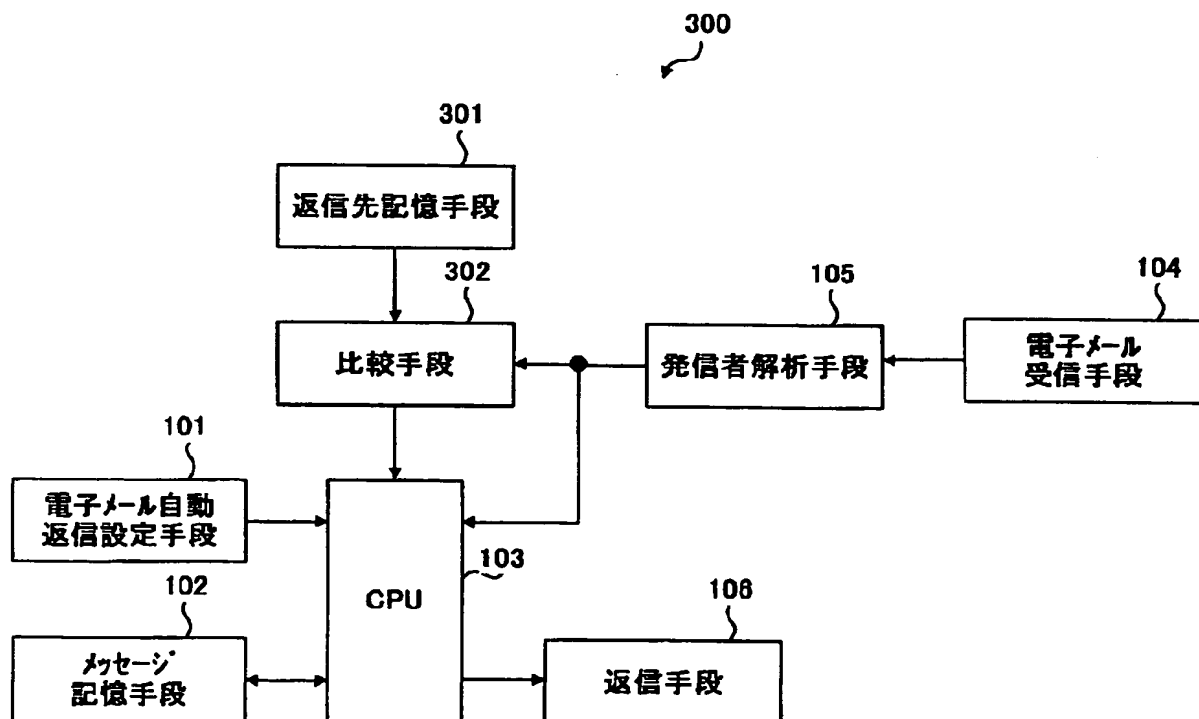 300
301
返信先記憶手段
302
比較手段
105
発信者解析手段
104
電子メール
受信手段
101
電子メール自動
返信設定手段
103
CPU
102
メッセージ
記憶手段
106
返信手段